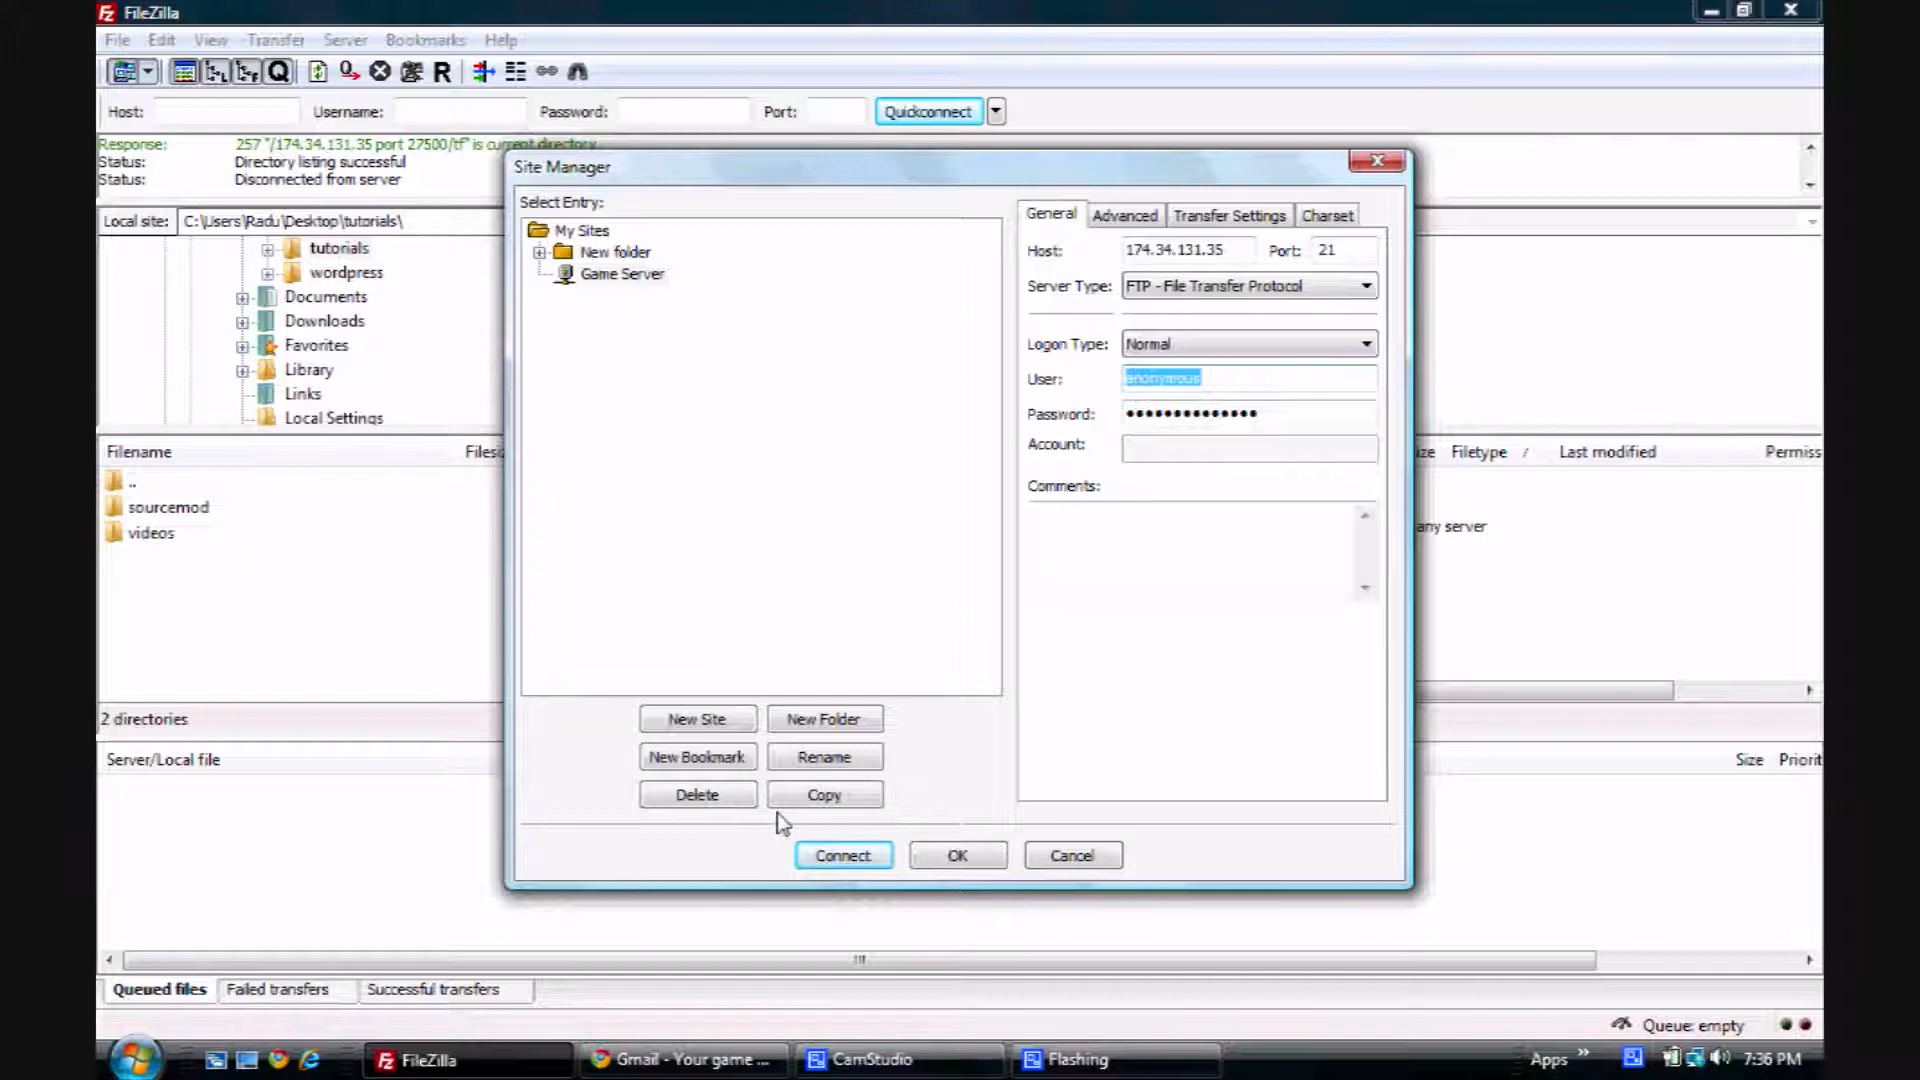 FileZilla
File Edit View Transfer Server Bookmarks Help
Host: Username: Password: Port: Quickconnect
Response: 257 "/174.34.131.35 port 27500/tf" is current directory.
Status: Directory listing successful
Status: Disconnected from server
Local site: C:\Users\Radu\Desktop\tutorials\
tutorials
wordpress
Documents
Downloads
Favorites
Library
Links
Local Settings
Filename Filesiz
..
sourcemod
videos
2 directories
Server/Local file
Site Manager
Select Entry:
My Sites
New folder
Game Server
New Site New Folder
New Bookmark Rename
Delete Copy
Connect OK Cancel
General Advanced Transfer Settings Charset
Host: 174.34.131.35 Port: 21
Server Type: FTP - File Transfer Protocol
Logon Type: Normal
User: anonymous
Password: ••••••••••••••
Account:
Comments:
ize Filetype / Last modified Permiss
any server
Size Priorit
Queued files Failed transfers Successful transfers
Queue: empty
FileZilla Gmail - Your game ... CamStudio Flashing Apps 7:36 PM